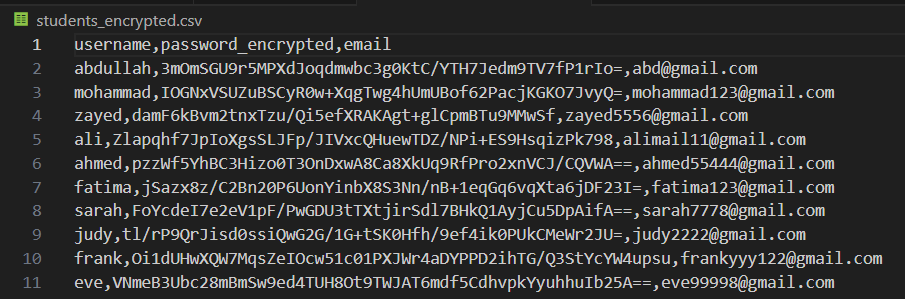 students_encrypted.csv
1 username,password_encrypted,email
2 abdullah,3mOmSGU9r5MPXdJoqdmwbc3g0KtC/YTH7Jedm9TV7fP1rIo=,abd@gmail.com
3 mohammad,IOGNxVSUZuBSCyR0w+XqgTwg4hUmUBof62PacjKGKO7JvyQ=,mohammad123@gmail.com
4 zayed,damF6kBvm2tnxTzu/Qi5efXRAKAgt+glCpmBTu9MMwSf,zayed5556@gmail.com
5 ali,Zlapqhf7JpIoXgsSLJFp/JIVxcQHuewTDZ/NPi+ES9HsqizPk798,alimail11@gmail.com
6 ahmed,pzzWf5YhBC3Hizo0T3OnDxwA8Ca8XkUq9RfPro2xnVCJ/CQVWA==,ahmed55444@gmail.com
7 fatima,jSazx8z/C2Bn20P6UonYinbX8S3Nn/nB+1eqGq6vqXta6jDF23I=,fatima123@gmail.com
8 sarah,FoYcdeI7e2eV1pF/PwGDU3tTXtjirSdl7BHkQ1AyjCu5DpAifA==,sarah7778@gmail.com
9 judy,tl/rP9QrJisd0ssiQwG2G/1G+tSK0Hfh/9ef4ik0PUkCMeWr2JU=,judy2222@gmail.com
10 frank,Oi1dUHwXQW7MqsZeIOcw51c01PXJWr4aDYPPD2ihTG/Q3StYcYW4upsu,frankyyy122@gmail.com
11 eve,VNmeB3Ubc28mBmSw9ed4TUH8Ot9TWJAT6mdf5CdhvpkYyuhhuIb25A==,eve99998@gmail.com